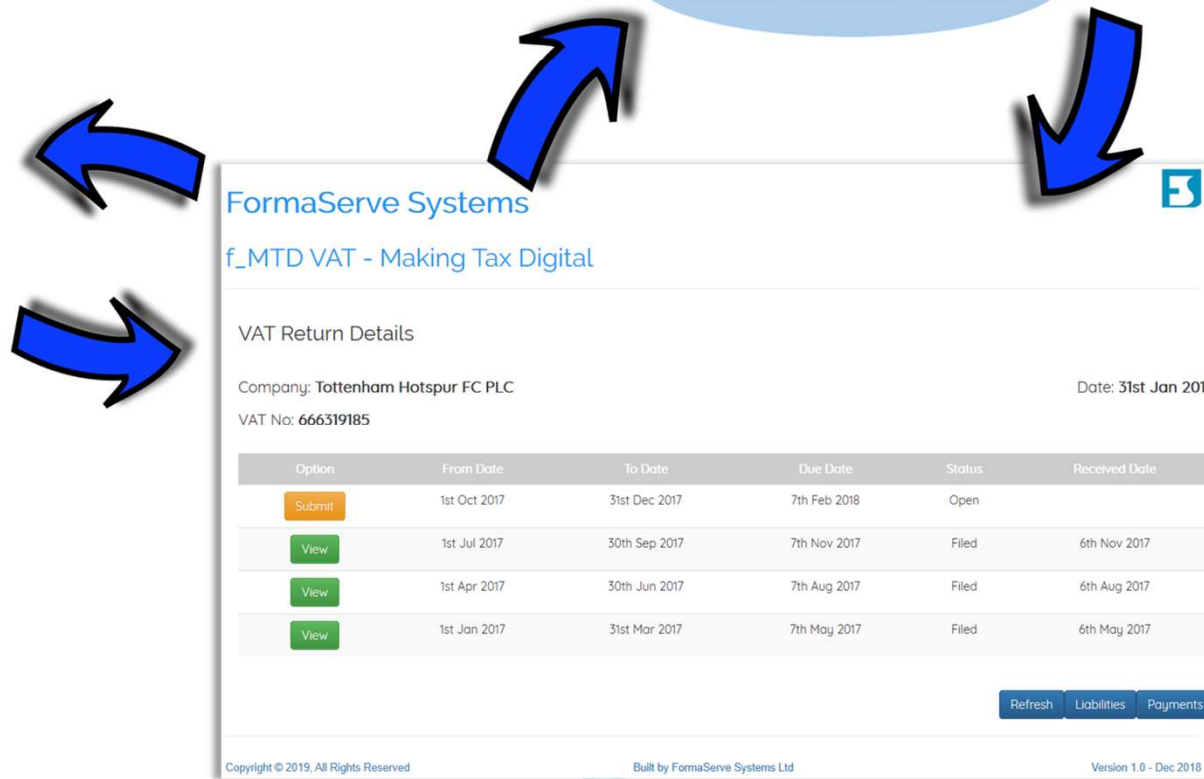 FormaServe Systems
f_MTD VAT - Making Tax Digital
VAT Return Details
Company: Tottenham Hotspur FC PLC Date: 31st Jan 201
VAT No: 666319185
Option From Date To Date Due Date Status Received Date
Submit 1st Oct 2017 31st Dec 2017 7th Feb 2018 Open
View 1st Jul 2017 30th Sep 2017 7th Nov 2017 Filed 6th Nov 2017
View 1st Apr 2017 30th Jun 2017 7th Aug 2017 Filed 6th Aug 2017
View 1st Jan 2017 31st Mar 2017 7th May 2017 Filed 6th May 2017
Refresh Liabilities Payments
Copyright © 2019, All Rights Reserved Built by FormaServe Systems Ltd Version 1.0 - Dec 2018